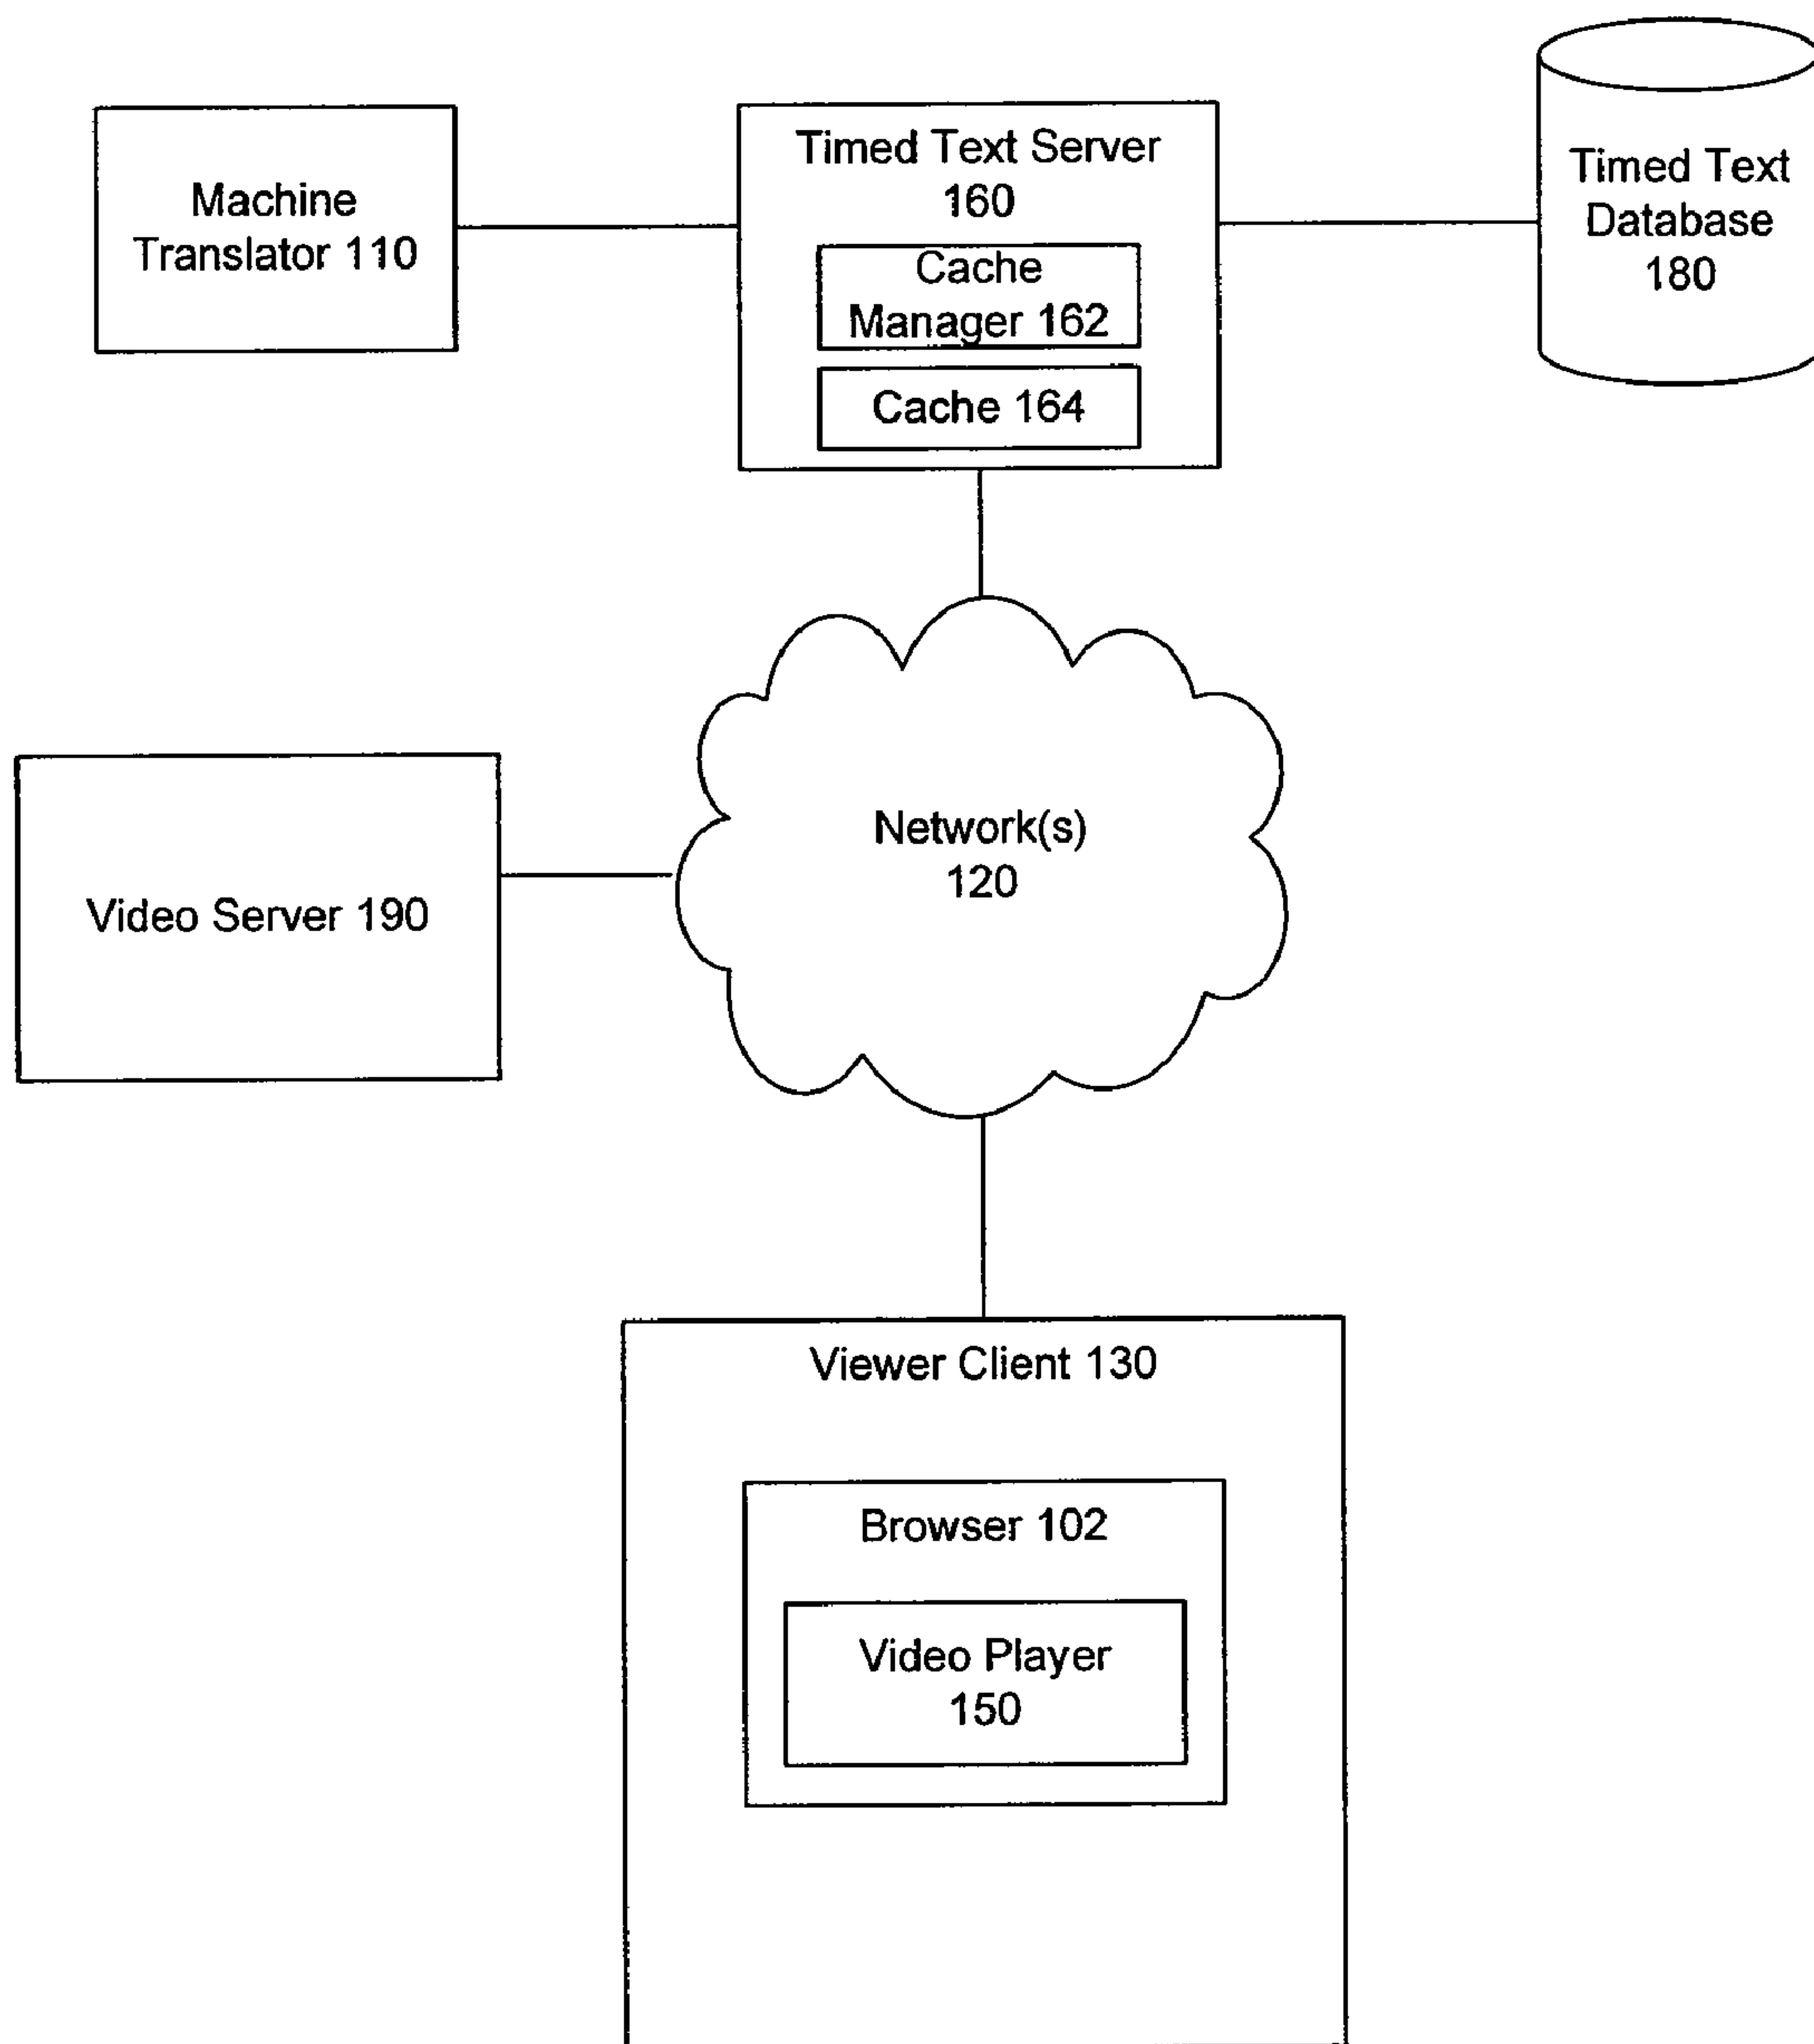 Machine
Translator 110
Timed Text Server
160
Cache
Manager 162
Cache 164
Timed Text
Database
180
Network(s)
120
Video Server 190
Viewer Client 130
Browser 102
Video Player
150